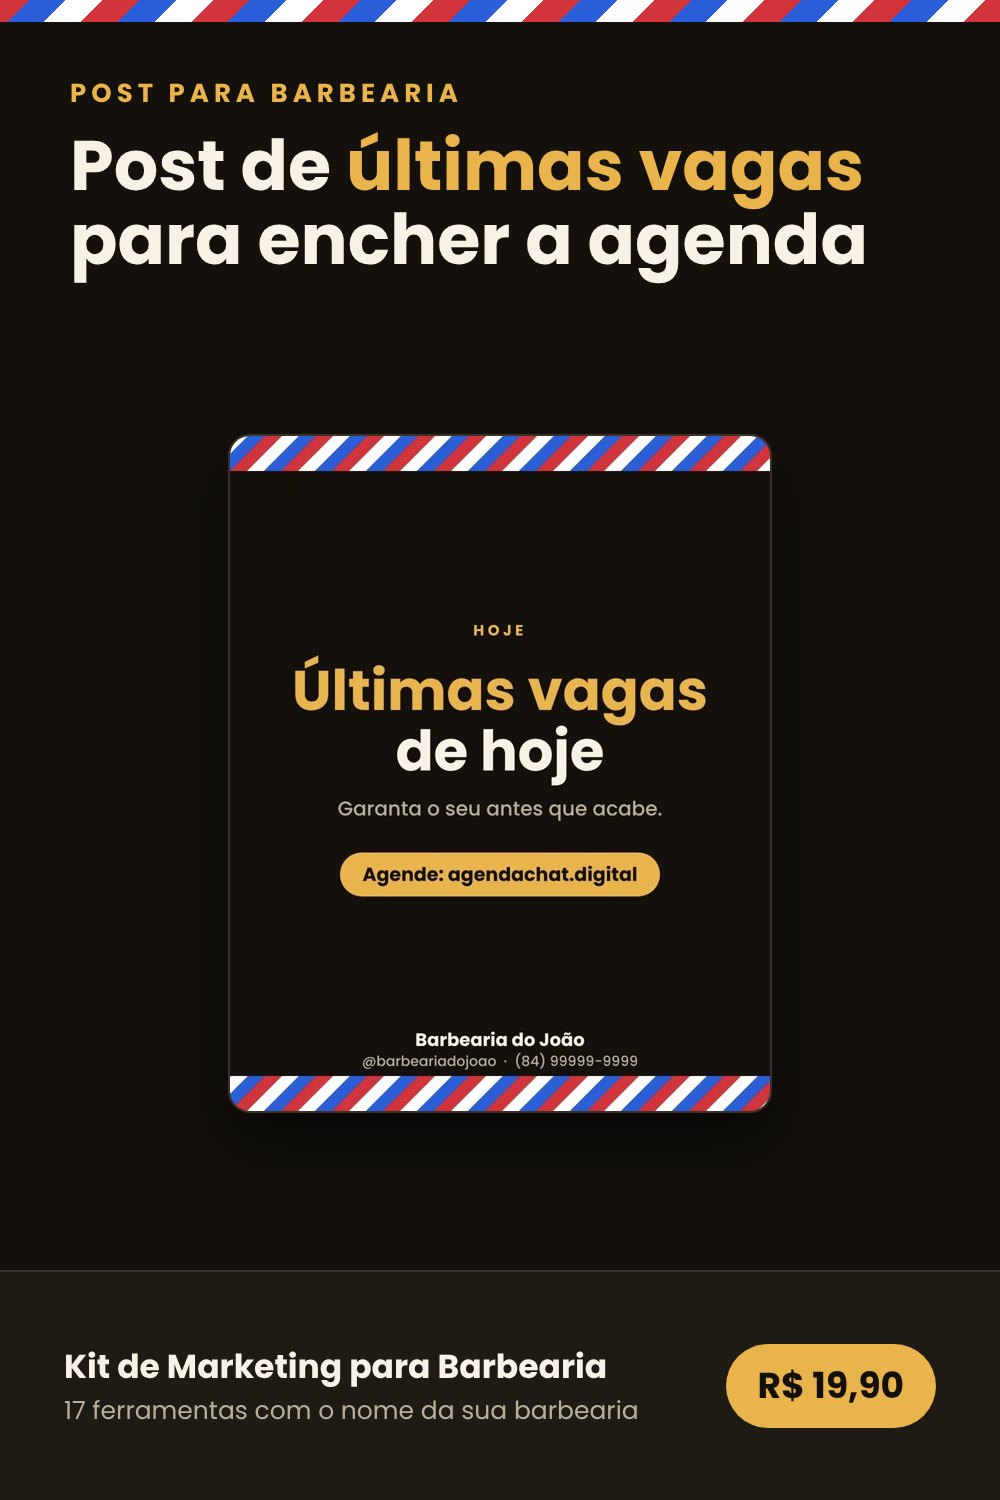 POST PARA BARBEARIA
Post de últimas vagas
para encher a agenda
HOJE
Últimas vagas
de hoje
Garanta o seu antes que acabe.
Agende: agendachat.digital
Barbearia do João
@barbeariadojoao · (84) 99999-9999
Kit de Marketing para Barbearia
17 ferramentas com o nome da sua barbearia
R$ 19,90